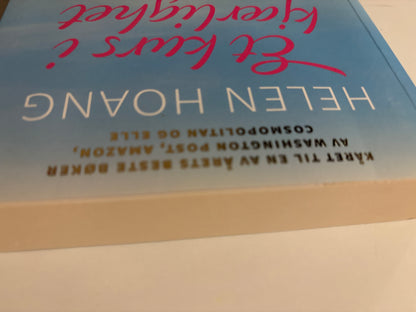 Et kurs i
kjærlighet
HELEN HOANG
KÅRET TIL EN AV ÅRETS BESTE BØKER
AV WASHINGTON POST, AMAZON,
COSMOPOLITAN OG ELLE